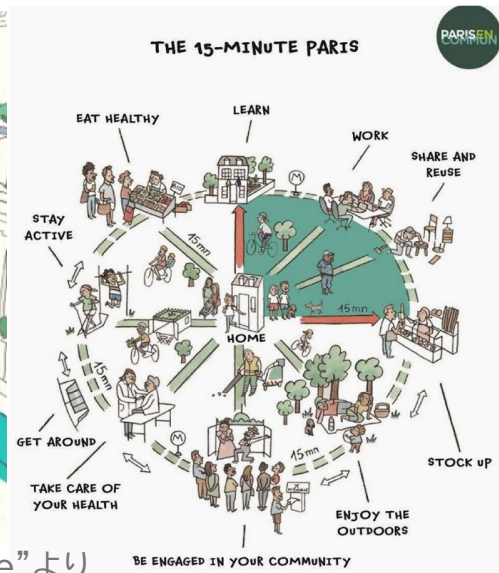 THE 15-MINUTE PARIS
PARISEN
COMMUN
EAT HEALTHY
LEARN
WORK
SHARE AND
REUSE
STAY
ACTIVE
M
15mn
15mn
HOME
15mn
GET AROUND
M
15mn
STOCK UP
TAKE CARE OF
YOUR HEALTH
ENJOY THE
OUTDOORS
BE ENGAGED IN YOUR COMMUNITY
e”より